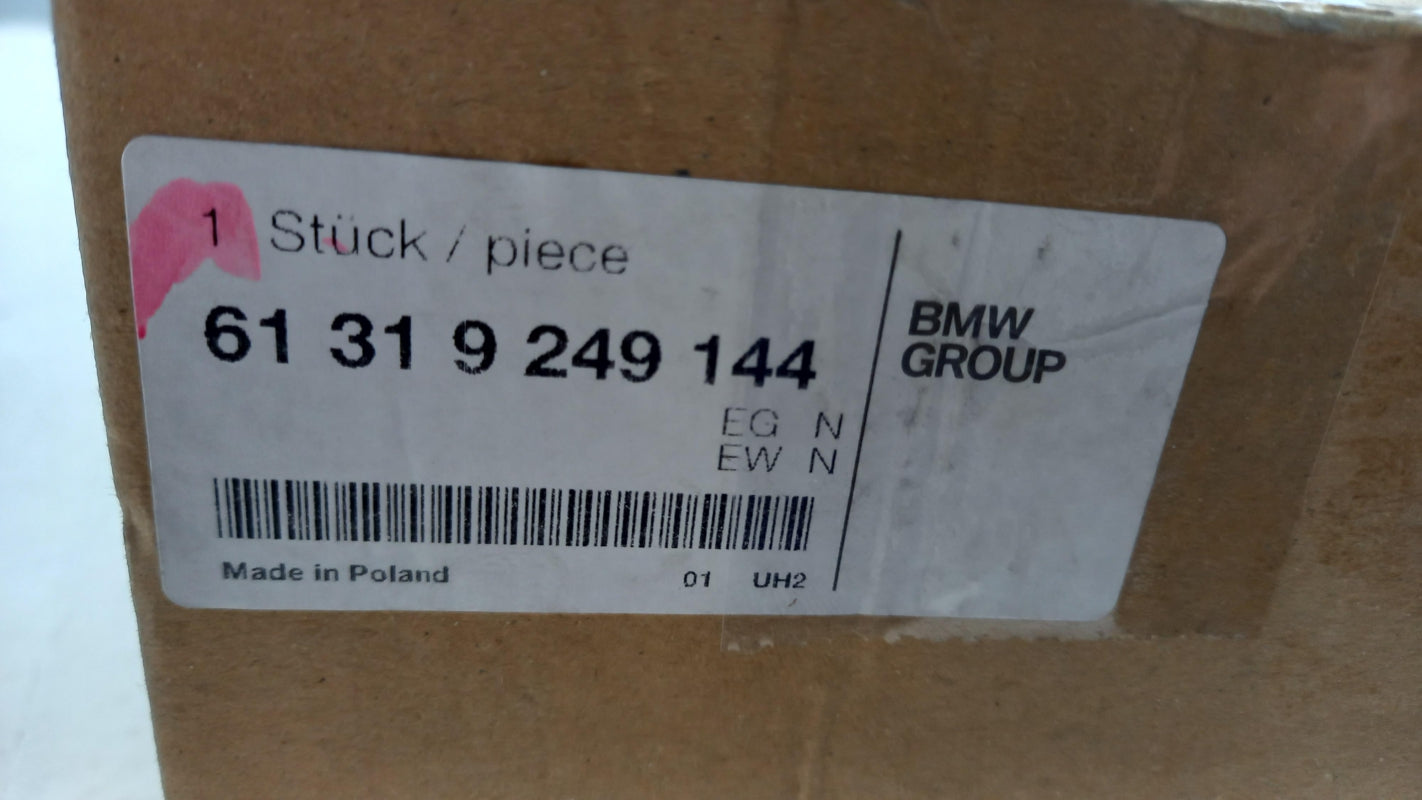 1 Stück / piece
61 31 9 249 144
EG N
EW N
Made in Poland 01 UH2
BMW
GROUP